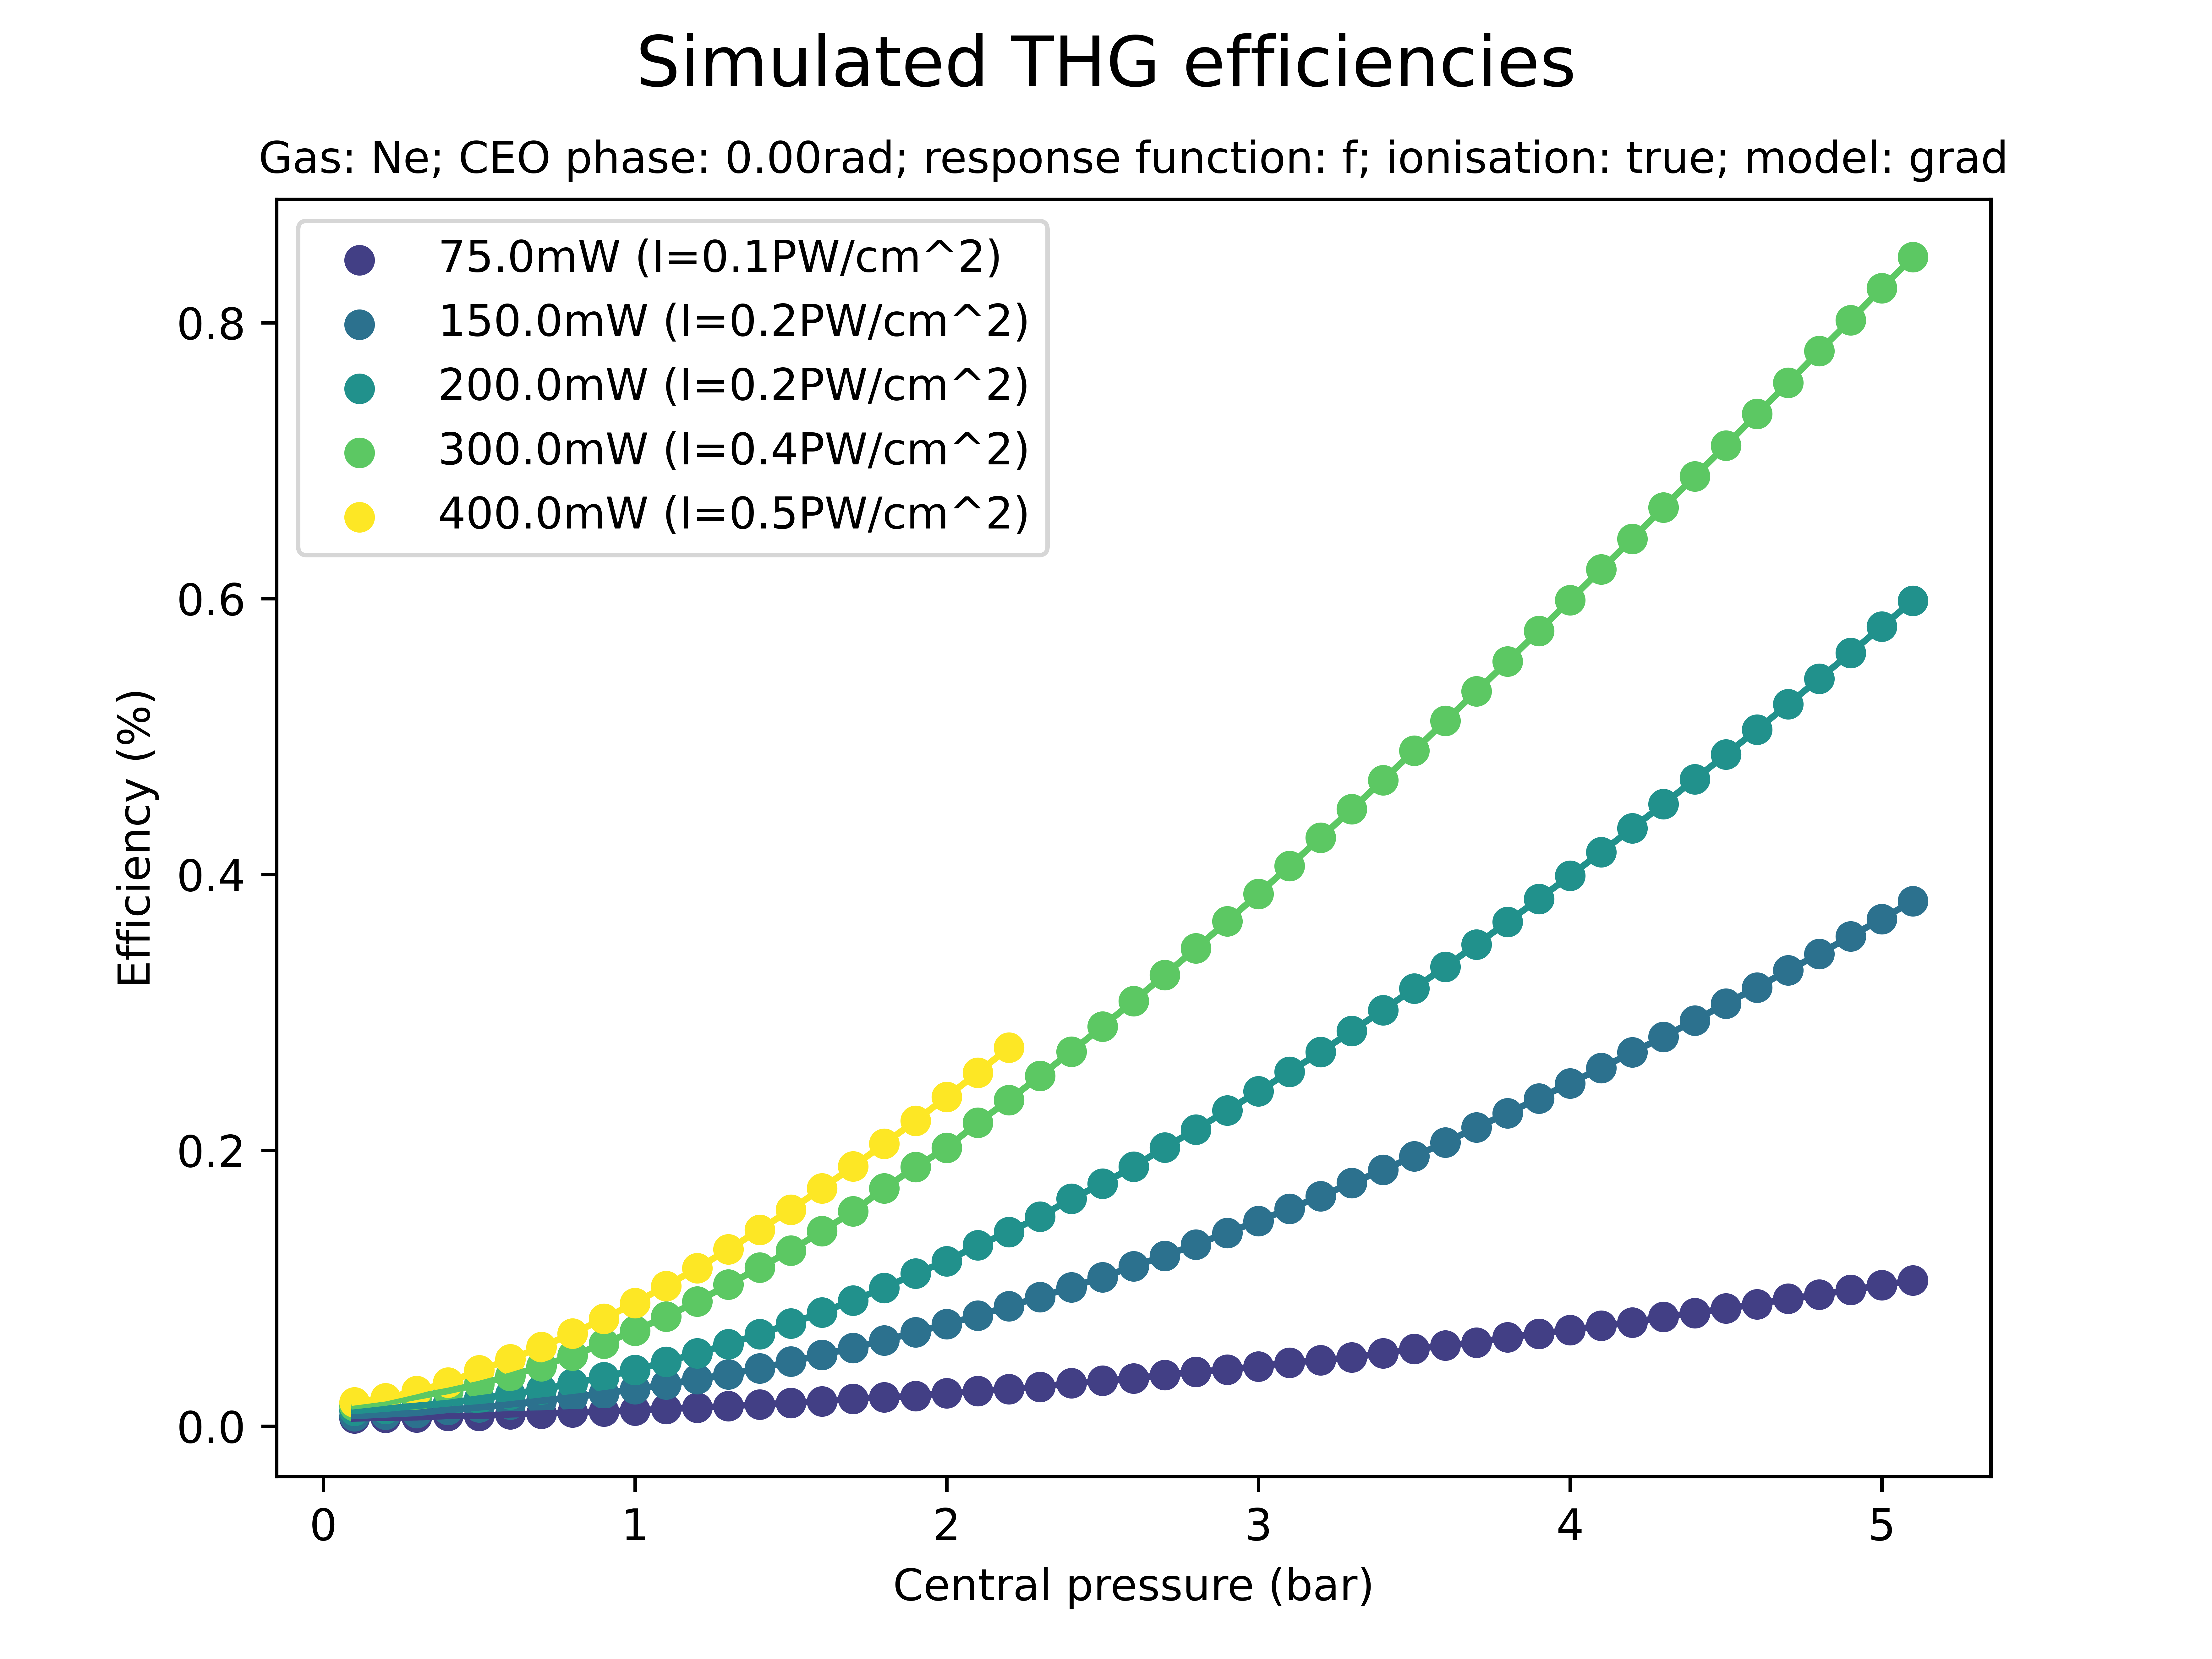 Simulated THG efficiencies
Gas: Ne; CEO phase: 0.00rad; response function: f; ionisation: true; model: grad
75.0mW (I=0.1PW/cm^2)
150.0mW (I=0.2PW/cm^2)
200.0mW (I=0.2PW/cm^2)
300.0mW (I=0.4PW/cm^2)
400.0mW (I=0.5PW/cm^2)
Efficiency (%)
0.8
0.6
0.4
0.2
0.0
0 1 2 3 4 5
Central pressure (bar)